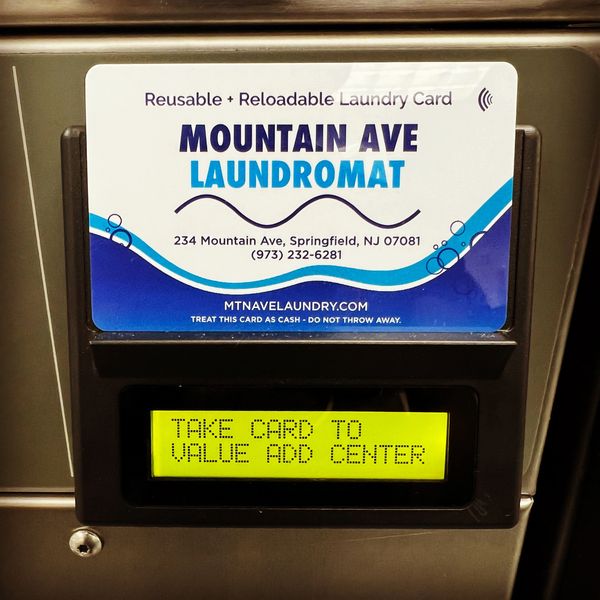 Reusable + Reloadable Laundry Card
MOUNTAIN AVE
LAUNDROMAT
234 Mountain Ave, Springfield, NJ 07081
(973) 232-6281
MTNAVELAUNDRY.COM
TREAT THIS CARD AS CASH - DO NOT THROW AWAY.
TAKE CARD TO
VALUE ADD CENTER